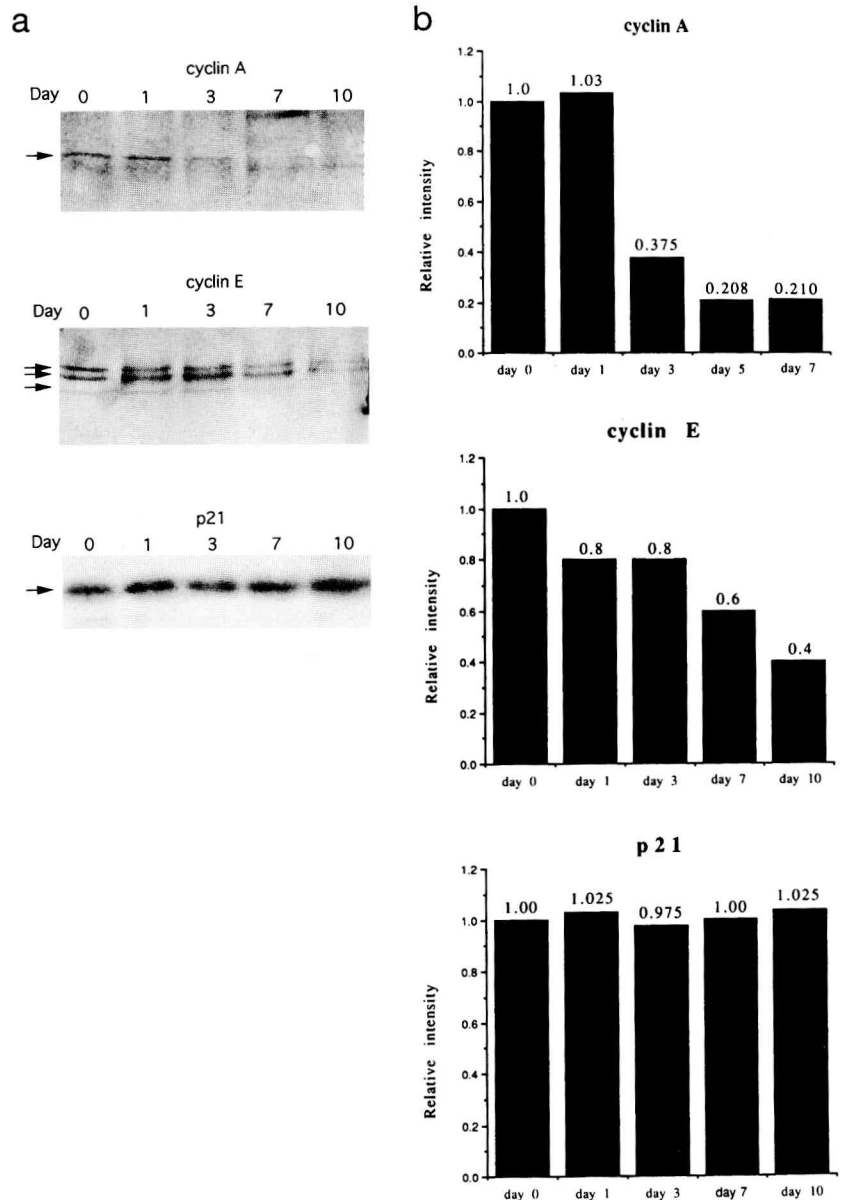 a
cyclin A
Day 0 1 3 7 10
cyclin E
Day 0 1 3 7 10
p21
Day 0 1 3 7 10
b
cyclin A
Relative intensity
1.2
1.0
0.8
0.6
0.4
0.2
0.0
1.0 1.03 0.375 0.208 0.210
day 0 day 1 day 3 day 5 day 7
cyclin E
Relative intensity
1.2
1.0
0.8
0.6
0.4
0.2
0.0
1.0 0.8 0.8 0.6 0.4
day 0 day 1 day 3 day 7 day 10
p 2 1
Relative intensity
1.2
1.0
0.8
0.6
0.4
0.2
0.0
1.00 1.025 0.975 1.00 1.025
day 0 day 1 day 3 day 7 day 10